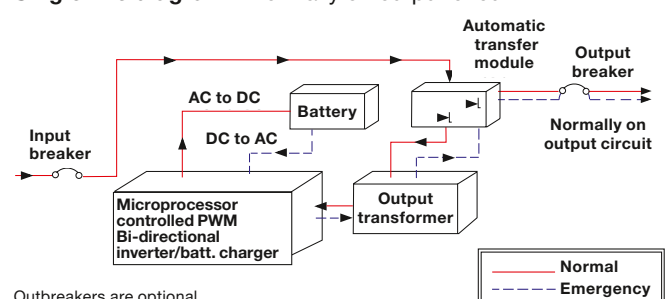 Automatic
transfer
module
Output
breaker
AC to DC
Battery
DC to AC
Input
breaker
Normally on
output circuit
Microprocessor
controlled PWM
Bi-directional
inverter/batt. charger
Output
transformer
Normal
Emergency
Outbreakers are optional